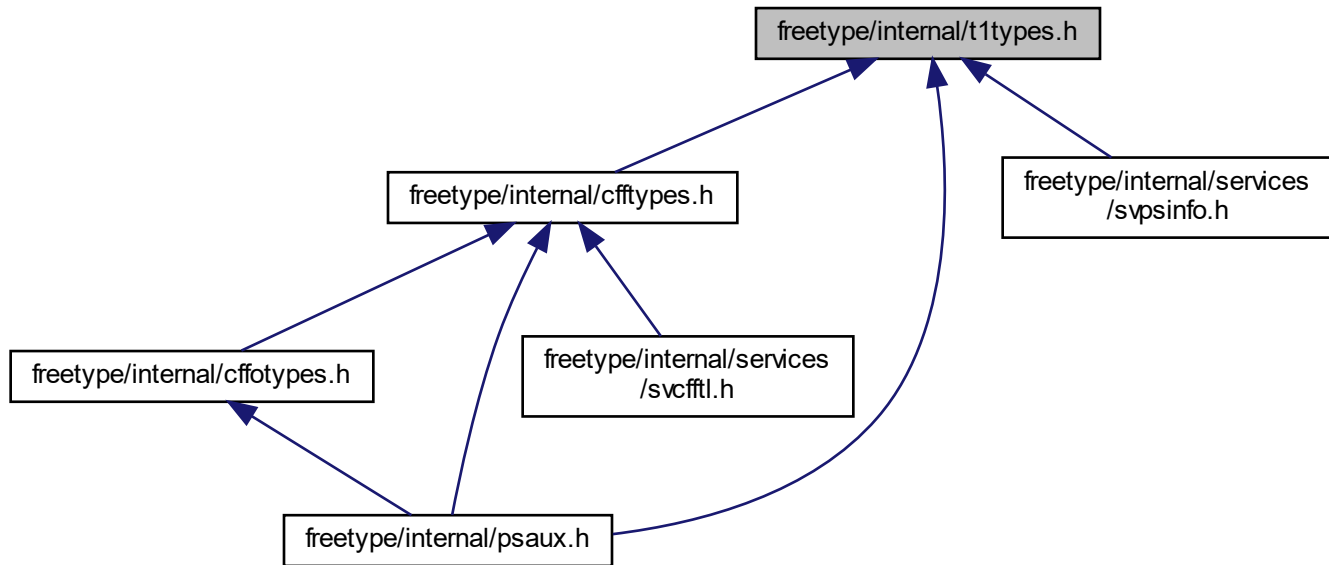 freetype/internal/t1types.h
freetype/internal/cfftypes.h
freetype/internal/services
/svpsinfo.h
freetype/internal/cffotypes.h
freetype/internal/services
/svcfftl.h
freetype/internal/psaux.h